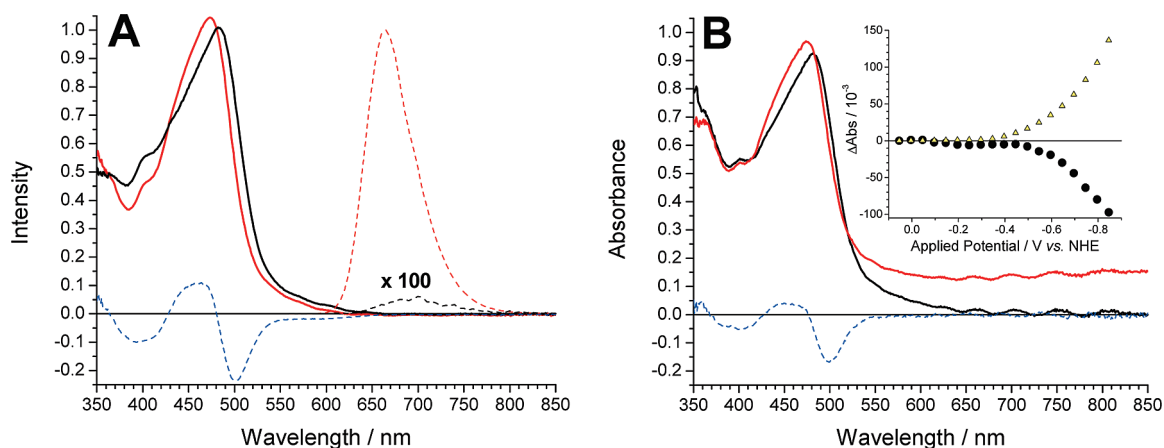 A
1.0
0.9
0.8
0.7
0.6
0.5
0.4
0.3
0.2
0.1
0.0
-0.1
-0.2
Intensity
x 100
350 400 450 500 550 600 650 700 750 800 850
Wavelength / nm
B
1.0
0.9
0.8
0.7
0.6
0.5
0.4
0.3
0.2
0.1
0.0
-0.1
-0.2
Absorbance
350 400 450 500 550 600 650 700 750 800 850
Wavelength / nm
150
100
50
0
-50
-100
ΔAbs / 10⁻³
0.0 -0.2 -0.4 -0.6 -0.8
Applied Potential / V vs. NHE